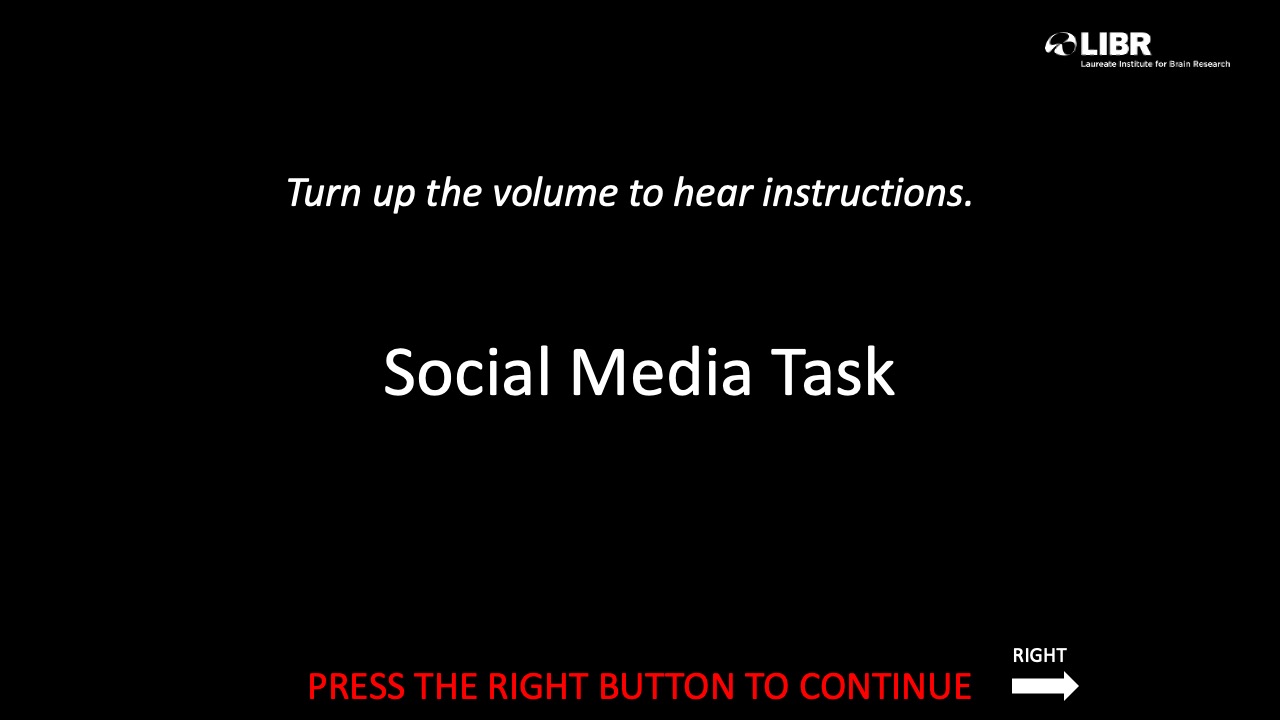 LIBR
Laureate Institute for Brain Research
Turn up the volume to hear instructions.
Social Media Task
RIGHT
PRESS THE RIGHT BUTTON TO CONTINUE